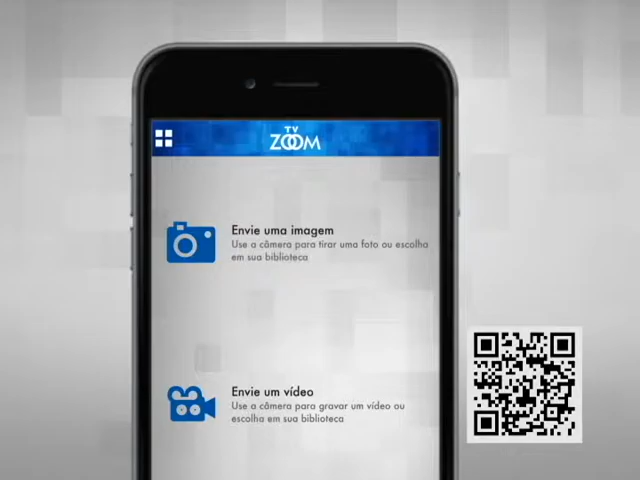 TV
ZOOM
Envie uma imagem
Use a câmera para tirar uma foto ou escolha
em sua biblioteca
Envie um vídeo
Use a câmera para gravar um vídeo ou
escolha em sua biblioteca